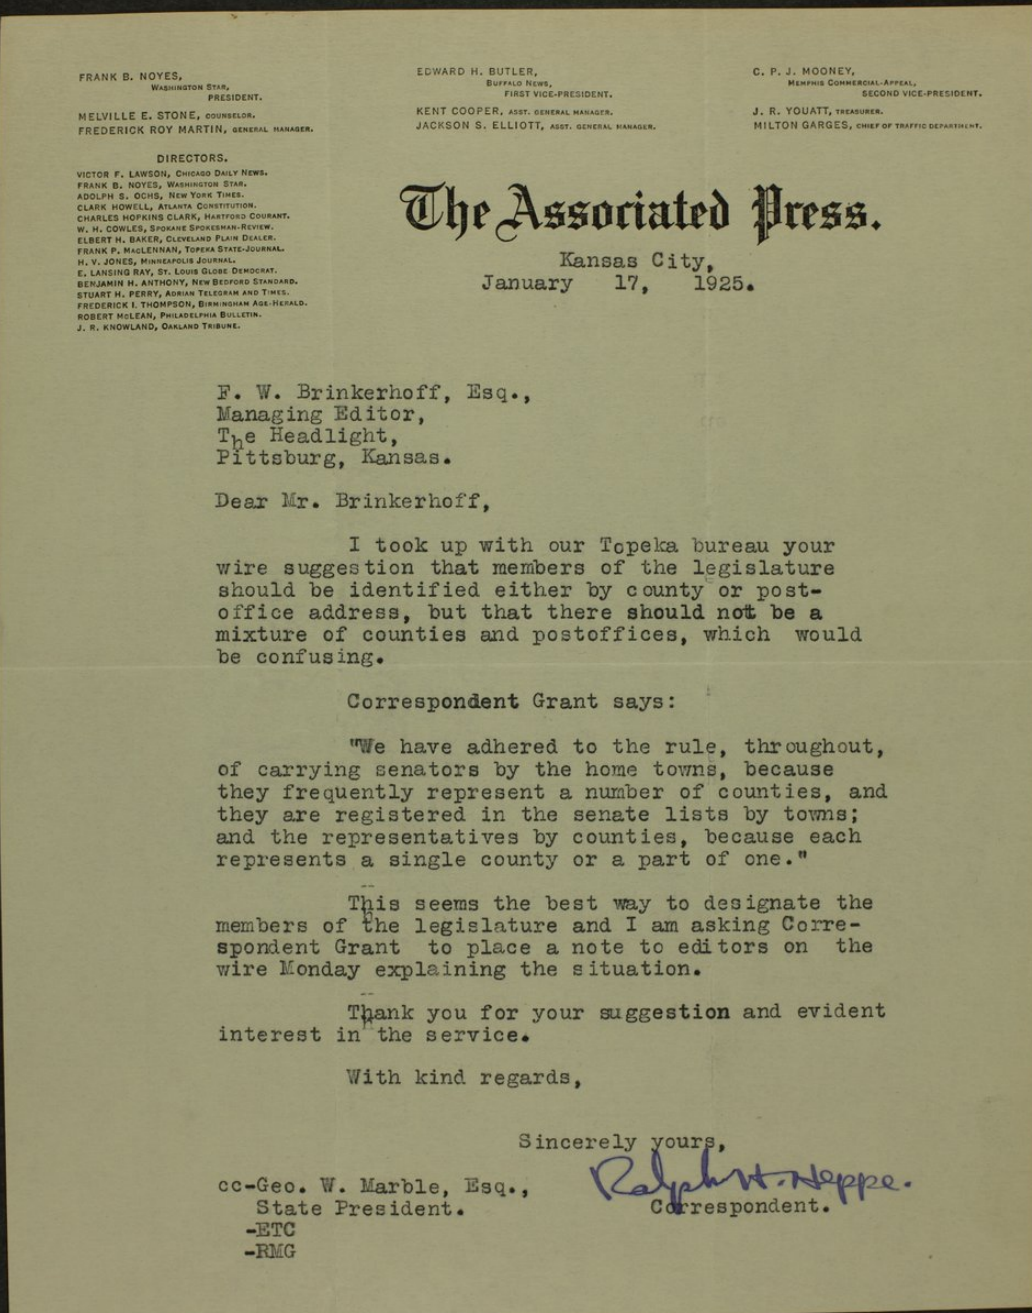 FRANK B. NOYES,
WASHINGTON STAR,
PRESIDENT.
MELVILLE E. STONE, COUNSELOR.
FREDERICK ROY MARTIN, GENERAL MANAGER.
EDWARD H. BUTLER,
BUFFALO NEWS,
FIRST VICE-PRESIDENT.
KENT COOPER, ASST. GENERAL MANAGER.
JACKSON S. ELLIOTT, ASST. GENERAL MANAGER.
C. P. J. MOONEY,
MEMPHIS COMMERCIAL-APPEAL,
SECOND VICE-PRESIDENT.
J. R. YOUATT, TREASURER.
MILTON GARGES, CHIEF OF TRAFFIC DEPARTMENT.
DIRECTORS.
VICTOR F. LAWSON, CHICAGO DAILY NEWS.
FRANK B. NOYES, WASHINGTON STAR.
ADOLPH S. OCHS, NEW YORK TIMES.
CLARK HOWELL, ATLANTA CONSTITUTION.
CHARLES HOPKINS CLARK, HARTFORD COURANT.
W. H. COWLES, SPOKANE SPOKESMAN-REVIEW.
ELBERT H. BAKER, CLEVELAND PLAIN DEALER.
FRANK P. MACLENNAN, TOPEKA STATE-JOURNAL.
H. V. JONES, MINNEAPOLIS JOURNAL.
E. LANSING RAY, ST. LOUIS GLOBE DEMOCRAT.
BENJAMIN H. ANTHONY, NEW BEDFORD STANDARD.
STUART H. PERRY, ADRIAN TELEGRAM AND TIMES.
FREDERICK I. THOMPSON, BIRMINGHAM AGE-HERALD.
ROBERT McLEAN, PHILADELPHIA BULLETIN.
J. R. KNOWLAND, OAKLAND TRIBUNE.
The Associated Press.
Kansas City,
January 17, 1925.
F. W. Brinkerhoff, Esq.,
Managing Editor,
The Headlight,
Pittsburg, Kansas.
Dear Mr. Brinkerhoff,
I took up with our Topeka bureau your
wire suggestion that members of the legislature
should be identified either by county or post-
office address, but that there should not be a
mixture of counties and postoffices, which would
be confusing.
Correspondent Grant says:
"We have adhered to the rule, throughout,
of carrying senators by the home towns, because
they frequently represent a number of counties, and
they are registered in the senate lists by towns;
and the representatives by counties, because each
represents a single county or a part of one."
This seems the best way to designate the
members of the legislature and I am asking Corre-
spondent Grant to place a note to editors on the
wire Monday explaining the situation.
Thank you for your suggestion and evident
interest in the service.
With kind regards,
Sincerely yours,
Ralph H. Heppe.
Correspondent.
cc-Geo. W. Marble, Esq.,
State President.
-ETC
-RMG